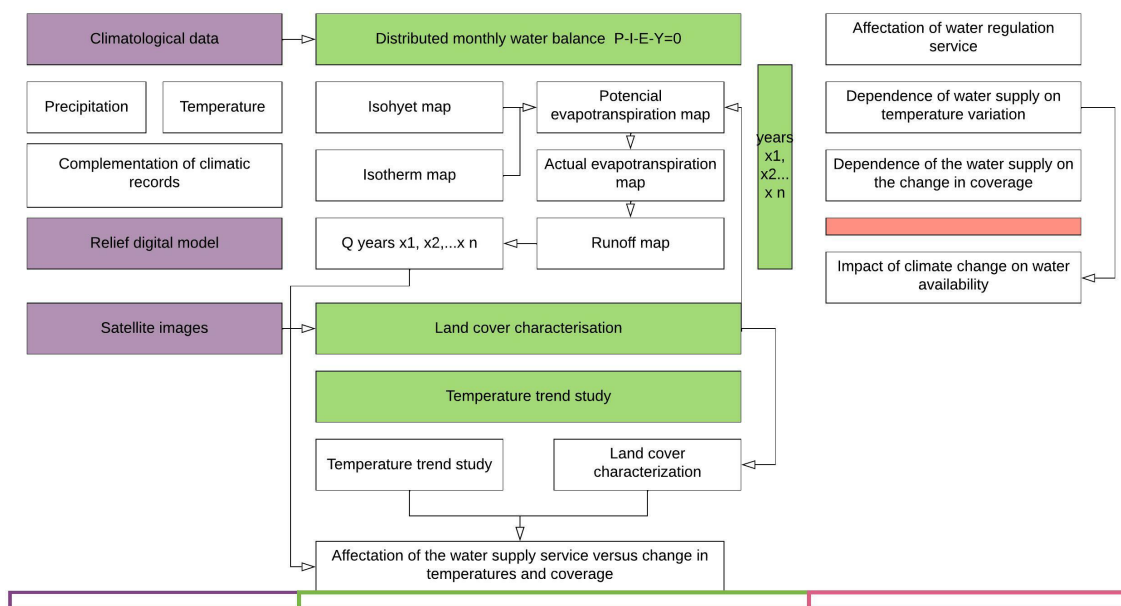 Climatological data
Distributed monthly water balance P-I-E-Y=0
Affectation of water regulation
service
Precipitation
Temperature
Isohyet map
Potencial
evapotranspiration map
years
x1,
x2...
x n
Dependence of water supply on
temperature variation
Complementation of climatic
records
Isotherm map
Actual evapotranspiration
map
Dependence of the water supply on
the change in coverage
Relief digital model
Q years x1, x2,...x n
Runoff map
Impact of climate change on water
availability
Satellite images
Land cover characterisation
Temperature trend study
Temperature trend study
Land cover
characterization
Affectation of the water supply service versus change in
temperatures and coverage